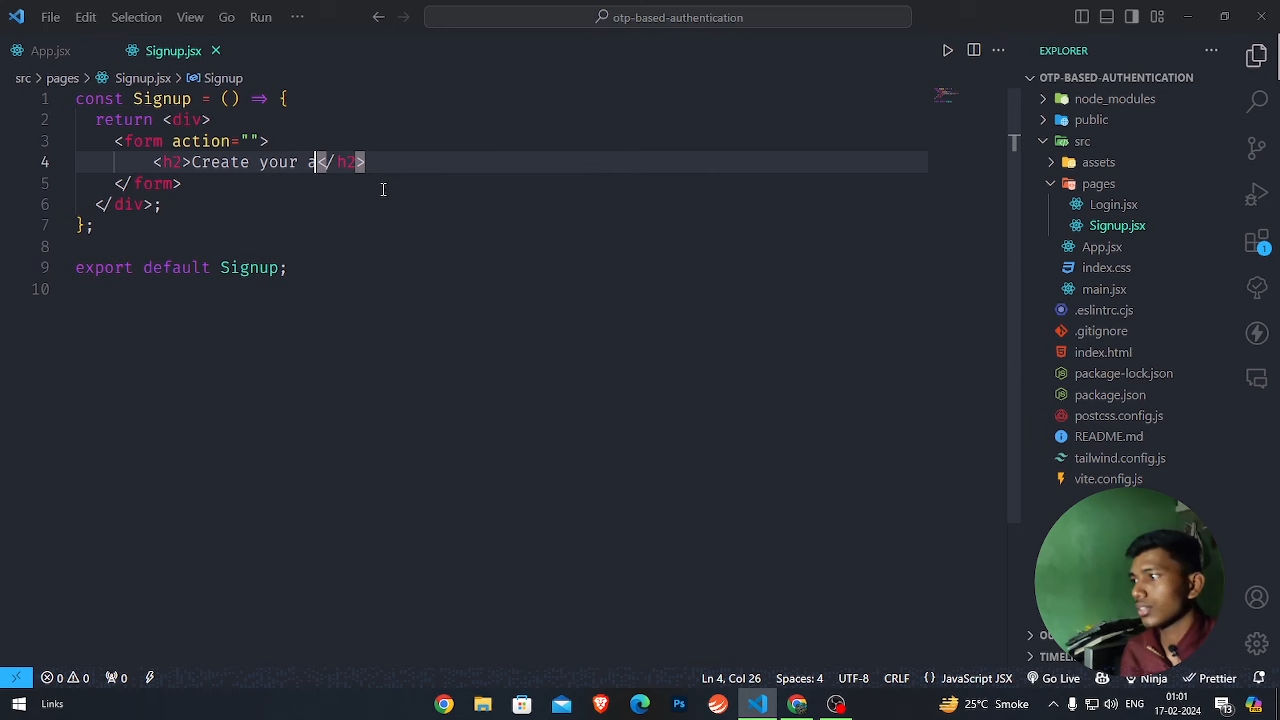 File Edit Selection View Go Run ··· otp-based-authentication
App.jsx Signup.jsx
src > pages > Signup.jsx > Signup
1 const Signup = () => {
2 return <div>
3 <form action="">
4 <h2>Create your a</h2>
5 </form>
6 </div>;
7 };
8
9 export default Signup;
10
EXPLORER
OTP-BASED-AUTHENTICATION
node_modules
public
src
assets
pages
Login.jsx
Signup.jsx
App.jsx
index.css
main.jsx
.eslintrc.cjs
.gitignore
index.html
package-lock.json
package.json
postcss.config.js
README.md
tailwind.config.js
vite.config.js
1
OU
TIMELIN
0 0 0 Ln 4, Col 26 Spaces: 4 UTF-8 CRLF {} JavaScript JSX Go Live Ninja Prettier
Links 25°C Smoke 01:01
17-02-2024